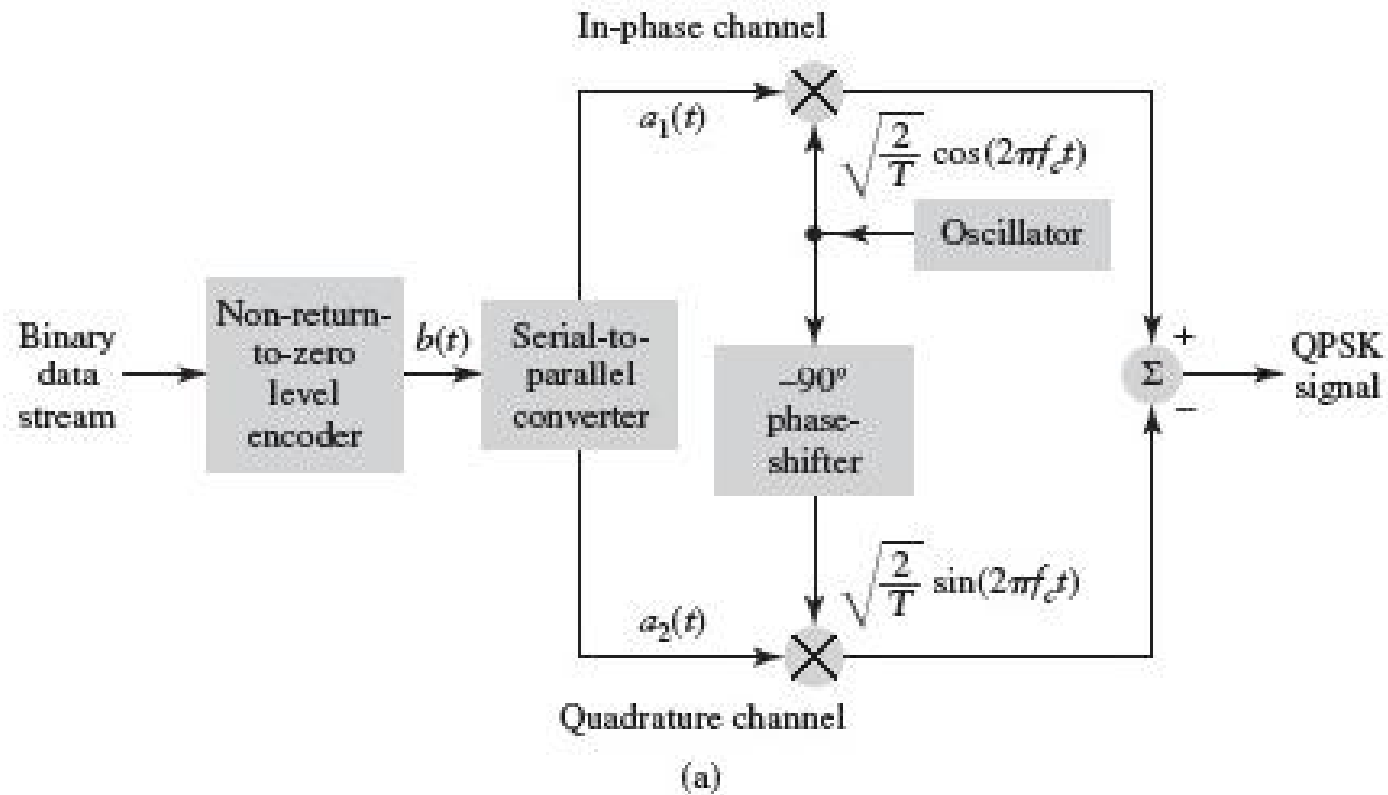 In-phase channel
a₁(t)
√(2/T) cos(2πf_c t)
Oscillator
Non-return-
to-zero
level
encoder
Binary
data
stream
b(t)
Serial-to-
parallel
converter
–90°
phase-
shifter
+
Σ
–
QPSK
signal
√(2/T) sin(2πf_c t)
a₂(t)
Quadrature channel
(a)